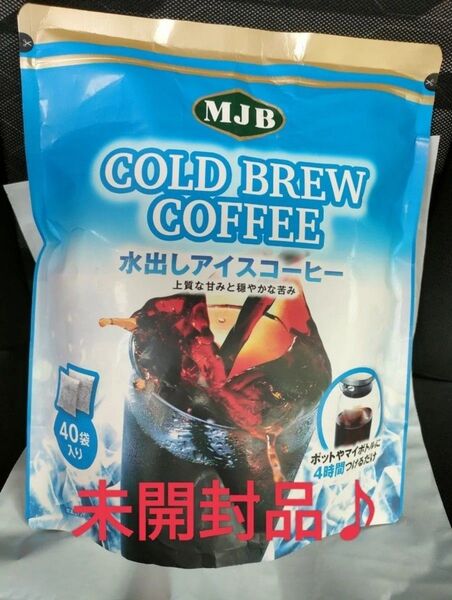 MJB
COLD BREW
COFFEE
水出しアイスコーヒー
上質な甘みと穏やかな苦み
40袋
入り
ポットやマイボトルに
4時間つけるだけ
未開封品♪